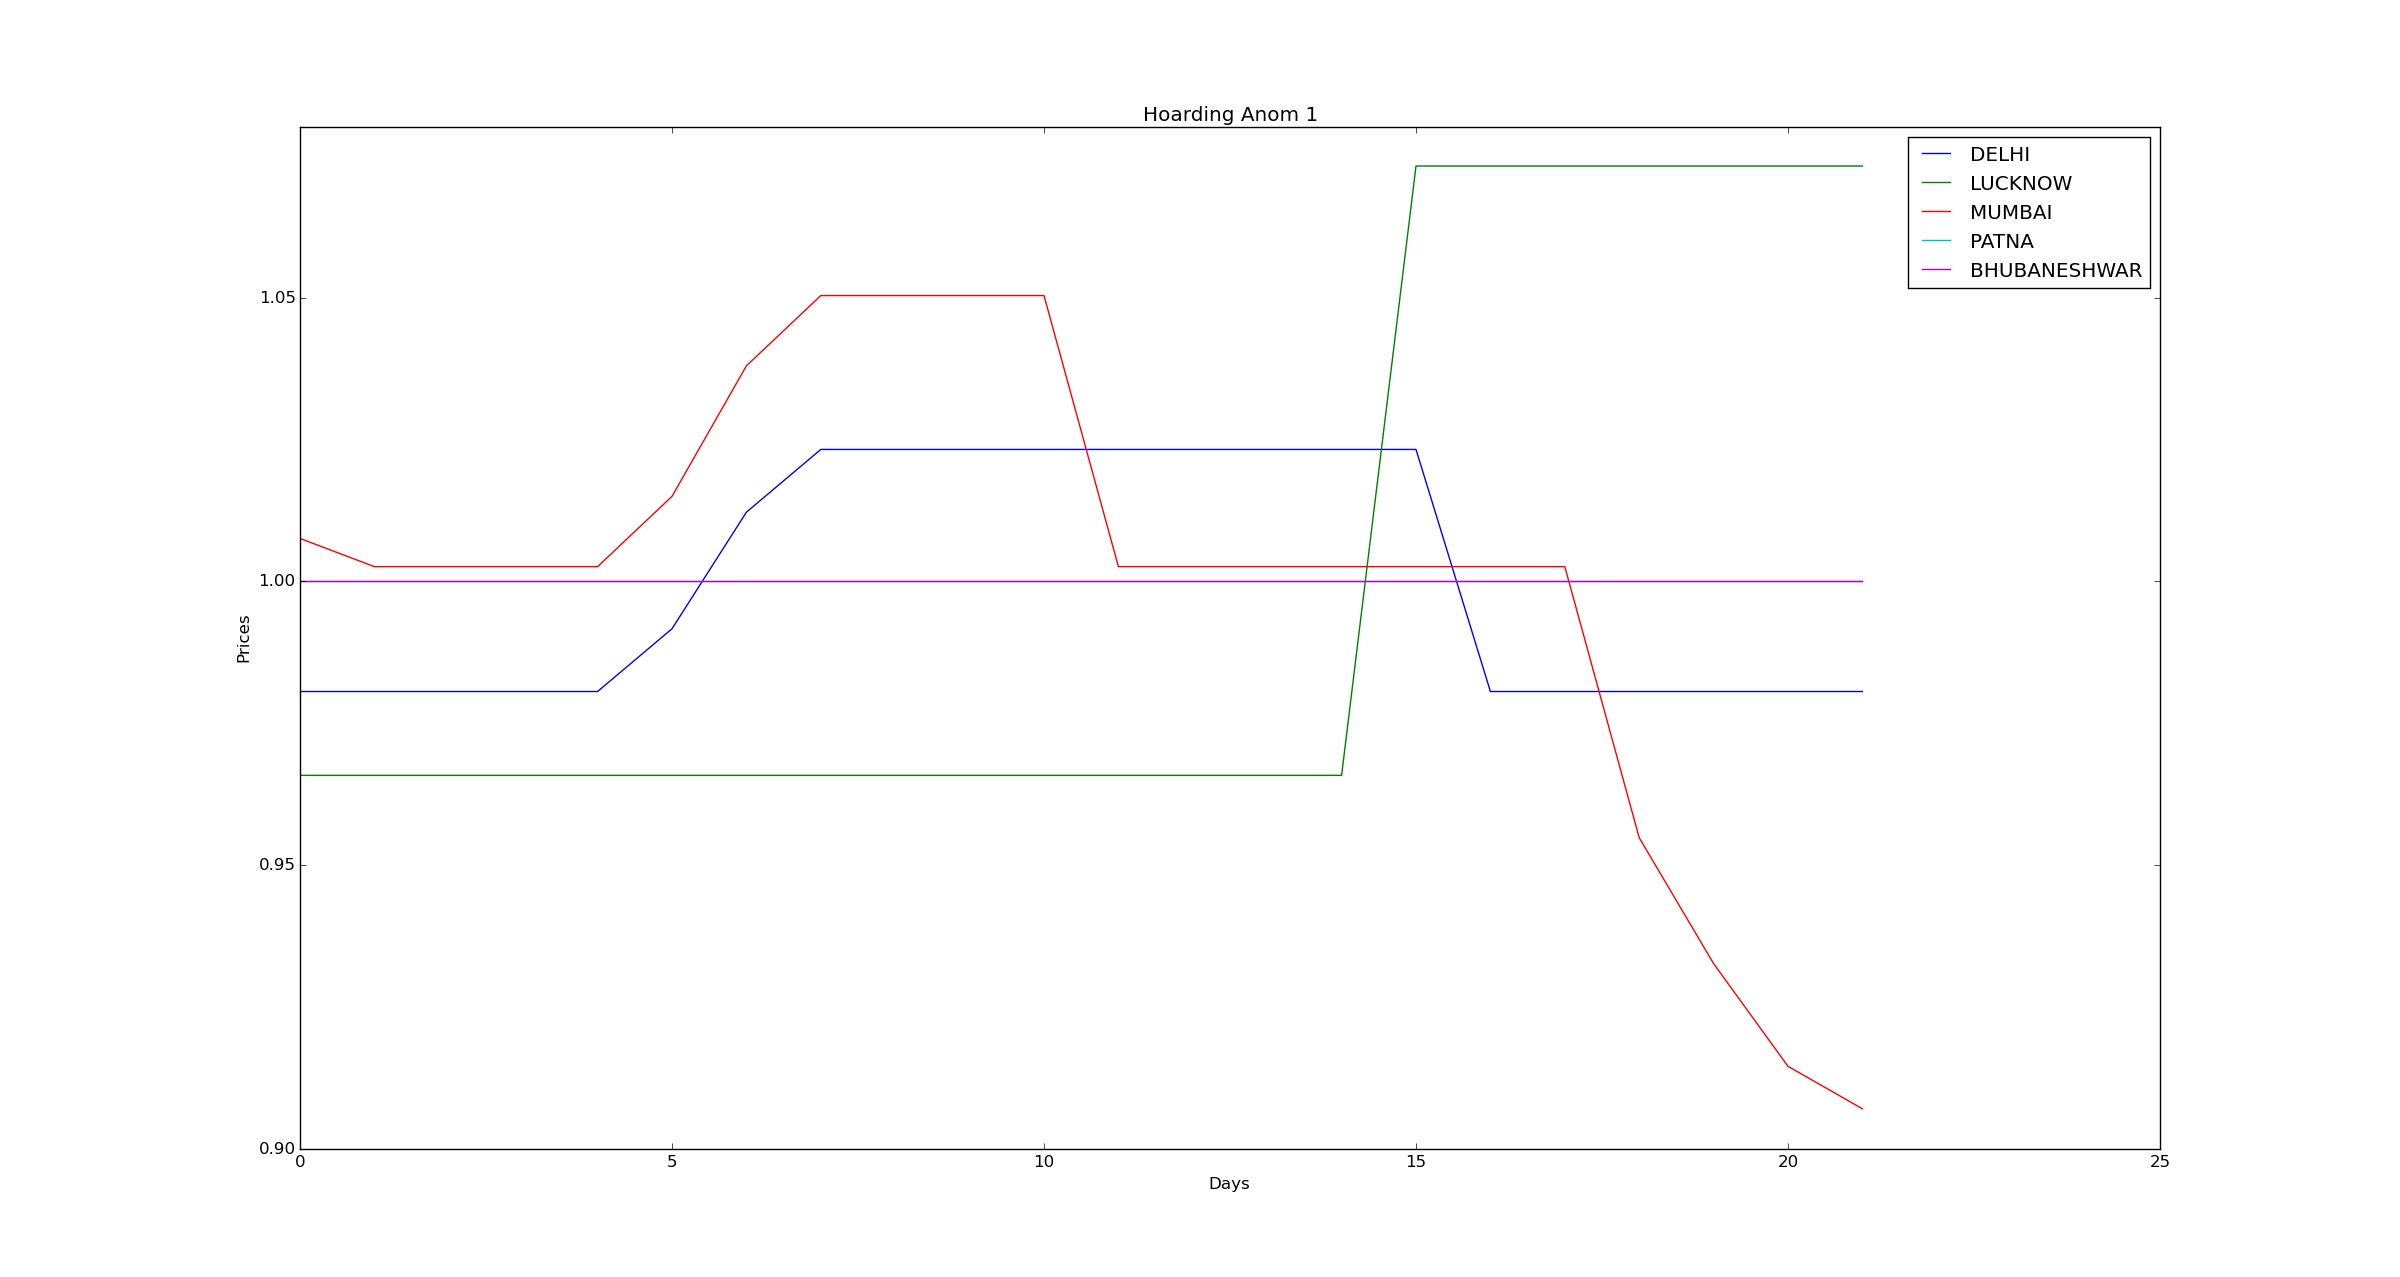 Hoarding Anom 1
DELHI
LUCKNOW
MUMBAI
PATNA
BHUBANESHWAR
1.05
1.00
0.95
0.90
Prices
0 5 10 15 20 25
Days